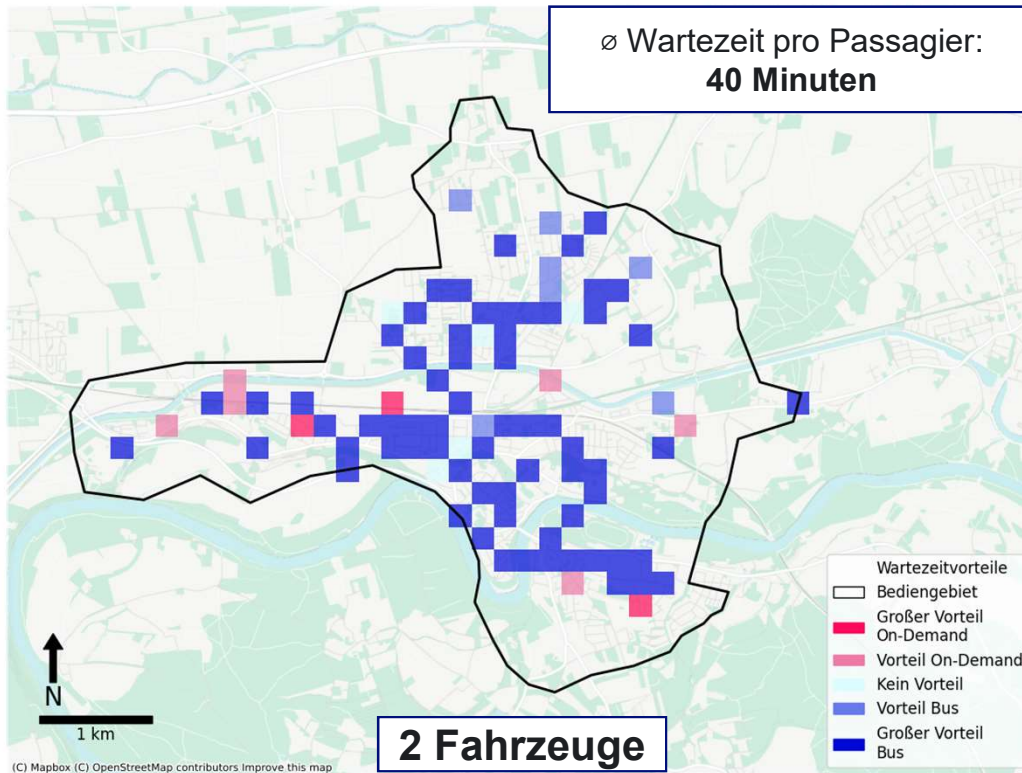 ⌀ Wartezeit pro Passagier:
40 Minuten
Wartezeitvorteile
Bediengebiet
Großer Vorteil
On-Demand
Vorteil On-Demand
Kein Vorteil
Vorteil Bus
Großer Vorteil
Bus
N
1 km
2 Fahrzeuge
(C) Mapbox (C) OpenStreetMap contributors Improve this map